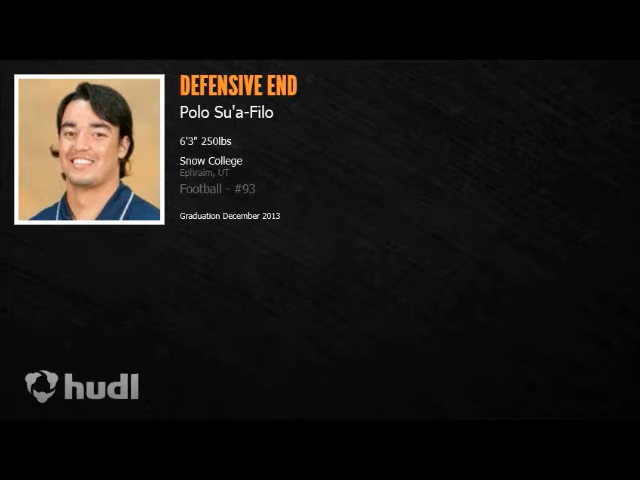 DEFENSIVE END
Polo Su'a-Filo
6'3" 250lbs
Snow College
Ephraim, UT
Football - #93
Graduation December 2013
hudl